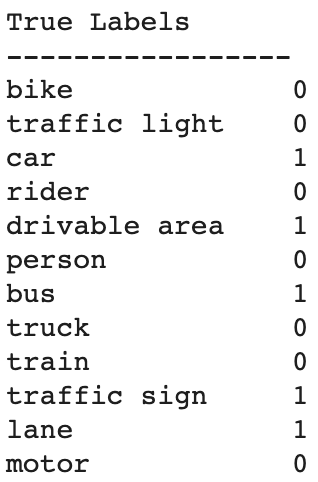 True Labels
-----------------
bike 0
traffic light 0
car 1
rider 0
drivable area 1
person 0
bus 1
truck 0
train 0
traffic sign 1
lane 1
motor 0